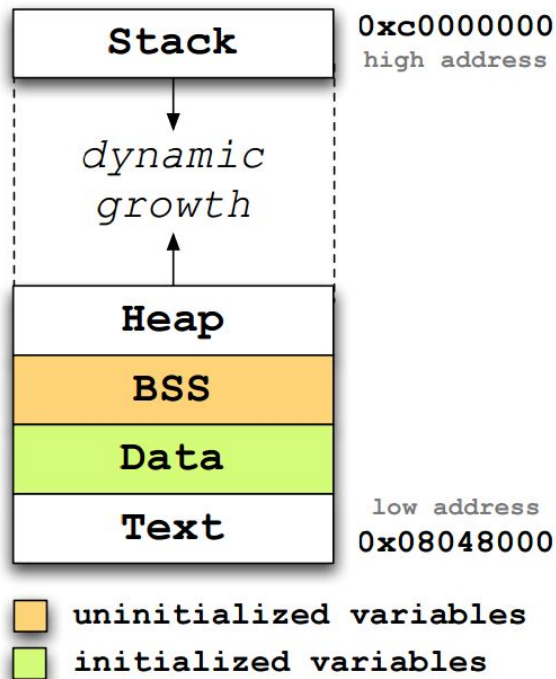 Stack
0xc0000000
high address
dynamic
growth
Heap
BSS
Data
Text
low address
0x08048000
uninitialized variables
initialized variables